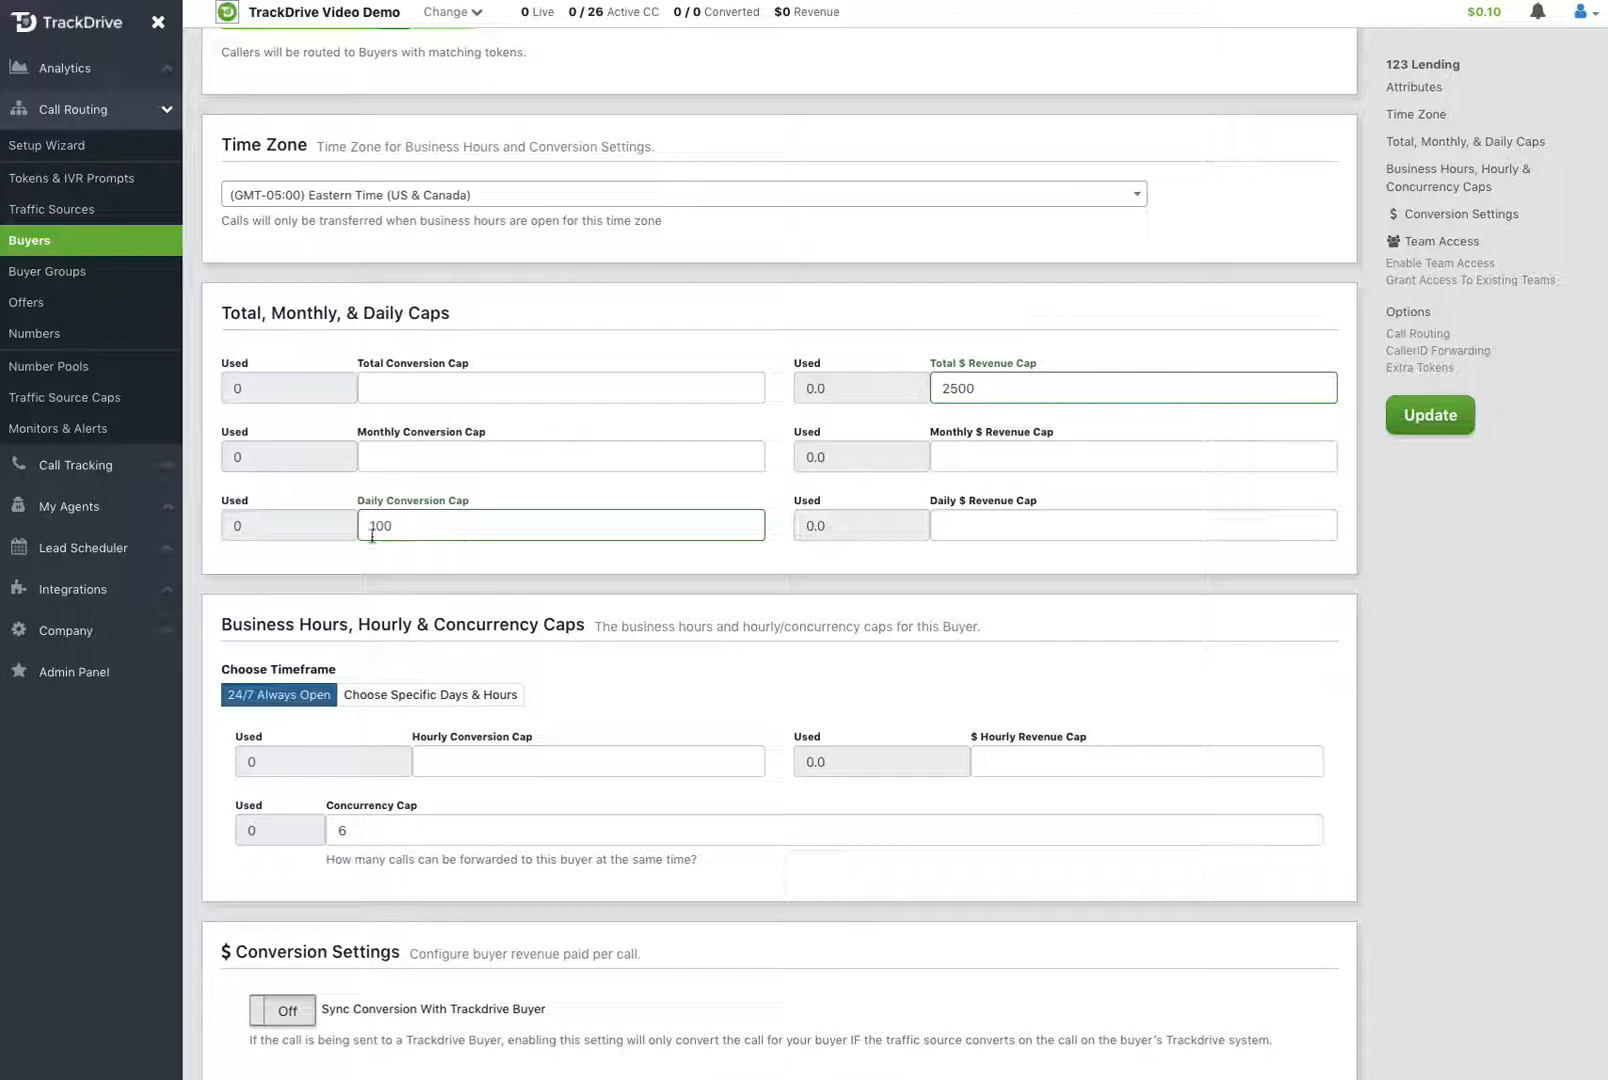 TrackDrive
TrackDrive Video Demo
Change
0 Live
0 / 26 Active CC
0 / 0 Converted
$0 Revenue
$0.10
Analytics
Call Routing
Setup Wizard
Tokens & IVR Prompts
Traffic Sources
Buyers
Buyer Groups
Offers
Numbers
Number Pools
Traffic Source Caps
Monitors & Alerts
Call Tracking
My Agents
Lead Scheduler
Integrations
Company
Admin Panel
Callers will be routed to Buyers with matching tokens.
Time Zone Time Zone for Business Hours and Conversion Settings.
(GMT-05:00) Eastern Time (US & Canada)
Calls will only be transferred when business hours are open for this time zone
Total, Monthly, & Daily Caps
Used Total Conversion Cap Used Total $ Revenue Cap
0 0.0 2500
Used Monthly Conversion Cap Used Monthly $ Revenue Cap
0 0.0
Used Daily Conversion Cap Used Daily $ Revenue Cap
0 100 0.0
Business Hours, Hourly & Concurrency Caps The business hours and hourly/concurrency caps for this Buyer.
Choose Timeframe
24/7 Always Open Choose Specific Days & Hours
Used Hourly Conversion Cap Used $ Hourly Revenue Cap
0 0.0
Used Concurrency Cap
0 6
How many calls can be forwarded to this buyer at the same time?
$ Conversion Settings Configure buyer revenue paid per call.
Off Sync Conversion With Trackdrive Buyer
If the call is being sent to a Trackdrive Buyer, enabling this setting will only convert the call for your buyer IF the traffic source converts on the call on the buyer's Trackdrive system.
123 Lending
Attributes
Time Zone
Total, Monthly, & Daily Caps
Business Hours, Hourly &
Concurrency Caps
$ Conversion Settings
Team Access
Enable Team Access
Grant Access To Existing Teams
Options
Call Routing
CallerID Forwarding
Extra Tokens
Update